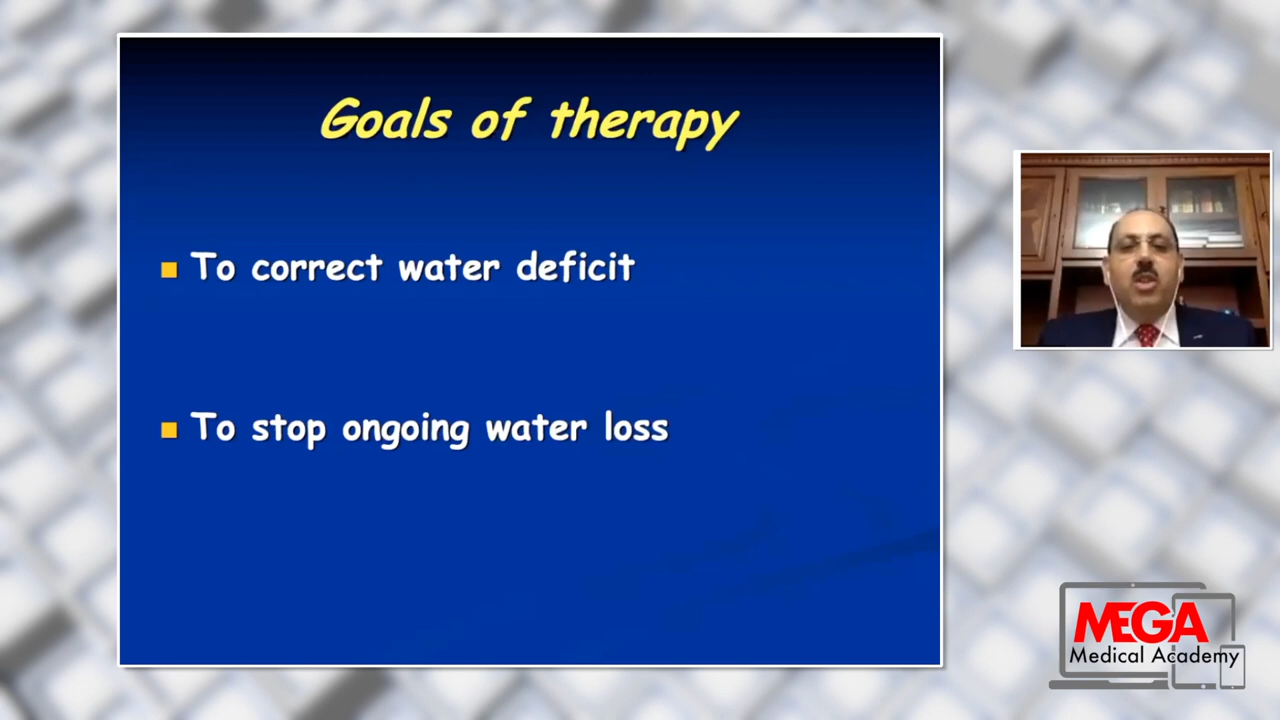 Goals of therapy
To correct water deficit
To stop ongoing water loss
MEGA
Medical Academy